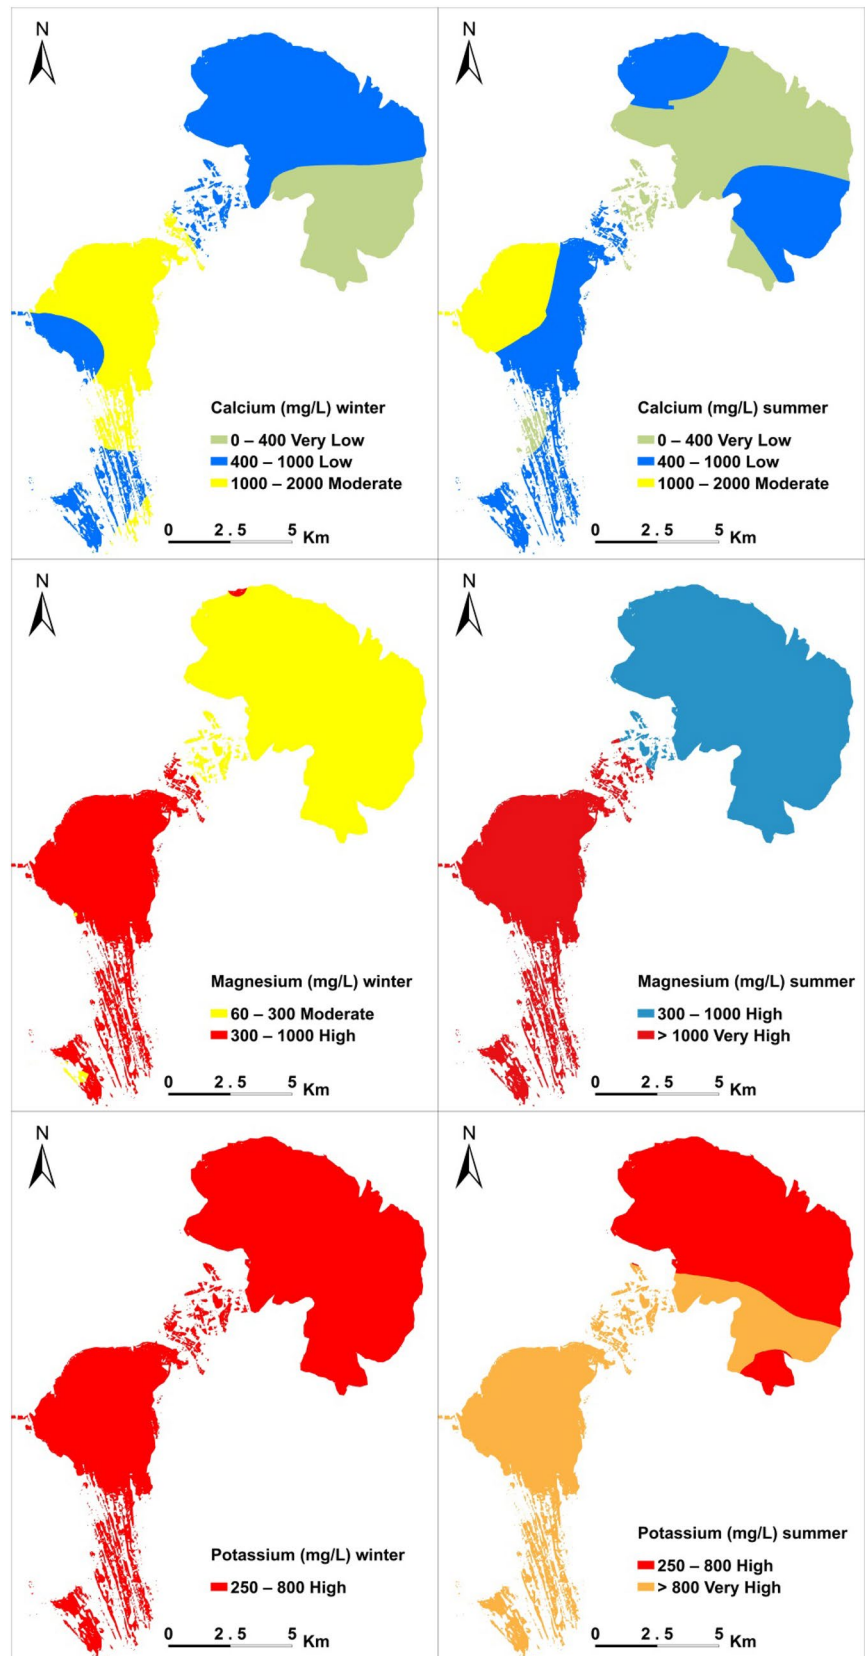 N
Calcium (mg/L) winter
0 – 400 Very Low
400 – 1000 Low
1000 – 2000 Moderate
0 2 . 5 5 Km
N
Calcium (mg/L) summer
0 – 400 Very Low
400 – 1000 Low
1000 – 2000 Moderate
0 2 . 5 5 Km
N
Magnesium (mg/L) winter
60 – 300 Moderate
300 – 1000 High
0 2 . 5 5 Km
N
Magnesium (mg/L) summer
300 – 1000 High
> 1000 Very High
0 2 . 5 5 Km
N
Potassium (mg/L) winter
250 – 800 High
0 2 . 5 5 Km
N
Potassium (mg/L) summer
250 – 800 High
> 800 Very High
0 2 . 5 5 Km